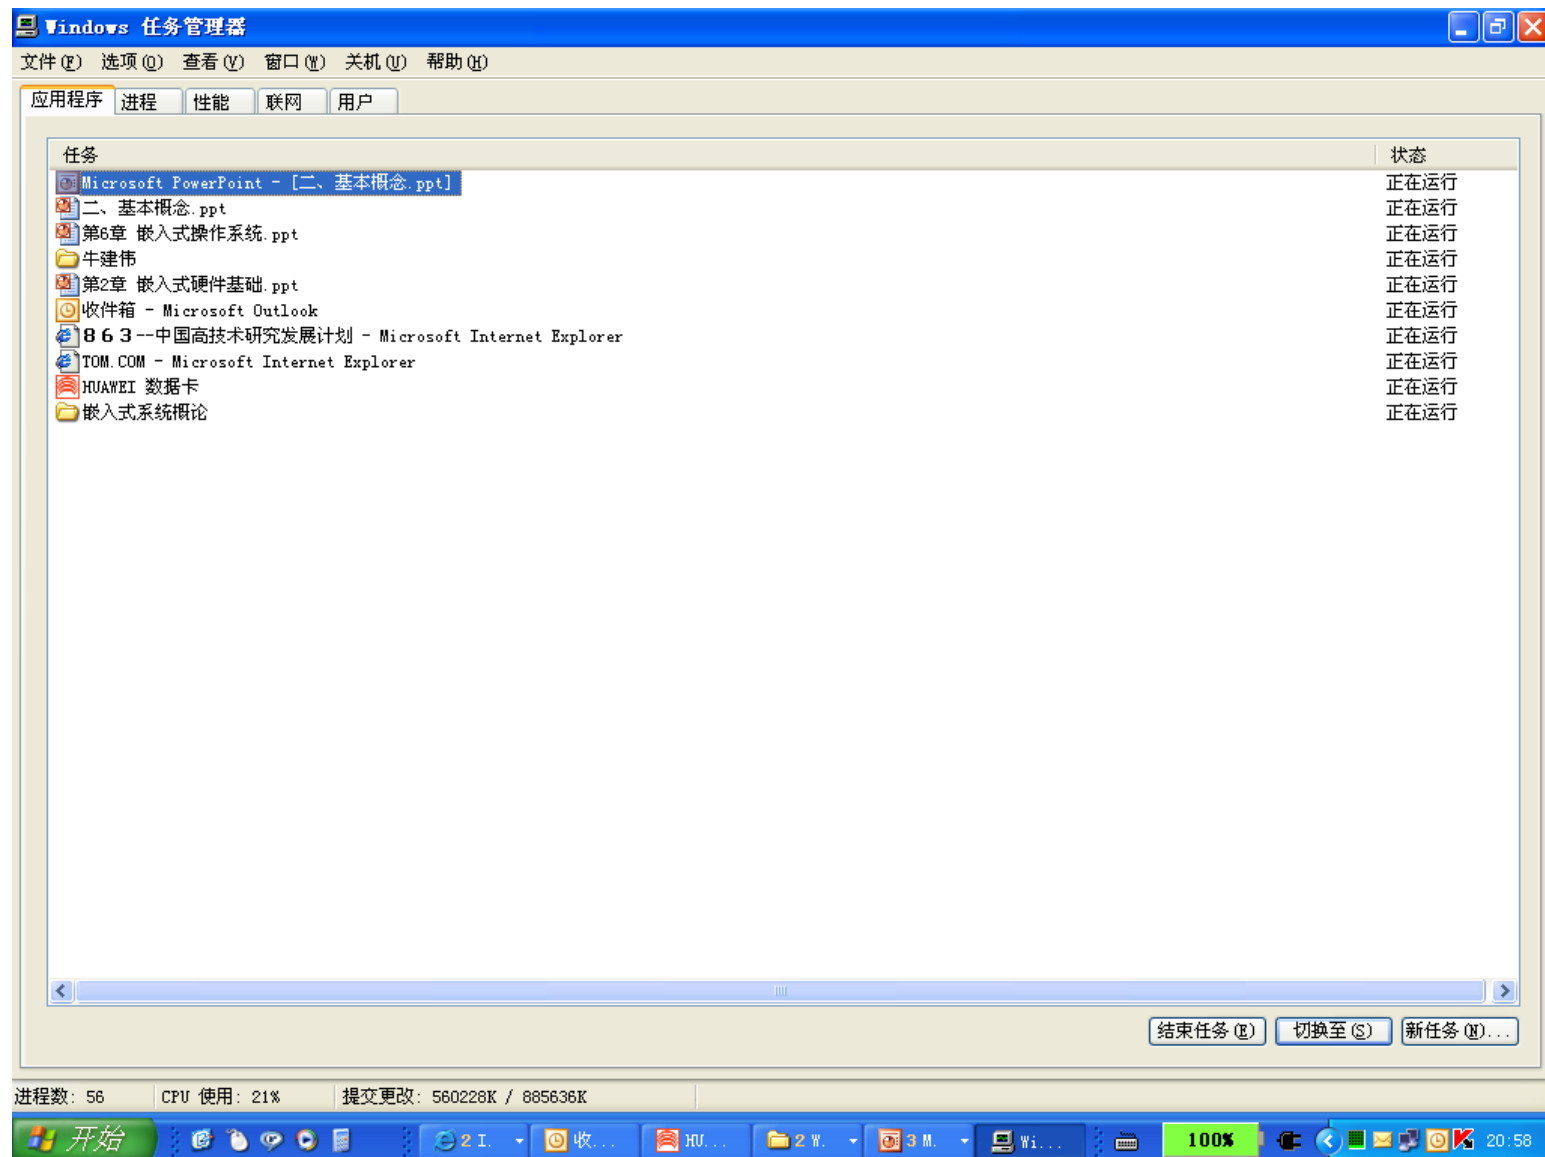 Windows 任务管理器
文件(F) 选项(O) 查看(V) 窗口(W) 关机(U) 帮助(H)
应用程序 进程 性能 联网 用户
任务 状态
Microsoft PowerPoint - [二、基本概念.ppt] 正在运行
二、基本概念.ppt 正在运行
第6章 嵌入式操作系统.ppt 正在运行
牛建伟 正在运行
第2章 嵌入式硬件基础.ppt 正在运行
收件箱 - Microsoft Outlook 正在运行
８６３--中国高技术研究发展计划 - Microsoft Internet Explorer 正在运行
TOM.COM - Microsoft Internet Explorer 正在运行
HUAWEI 数据卡 正在运行
嵌入式系统概论 正在运行
结束任务(E) 切换至(S) 新任务(N)...
进程数: 56 CPU 使用: 21% 提交更改: 560228K / 885636K
开始 2 I. 收... HU... 2 W. 3 M. Wi... 100% 20:58